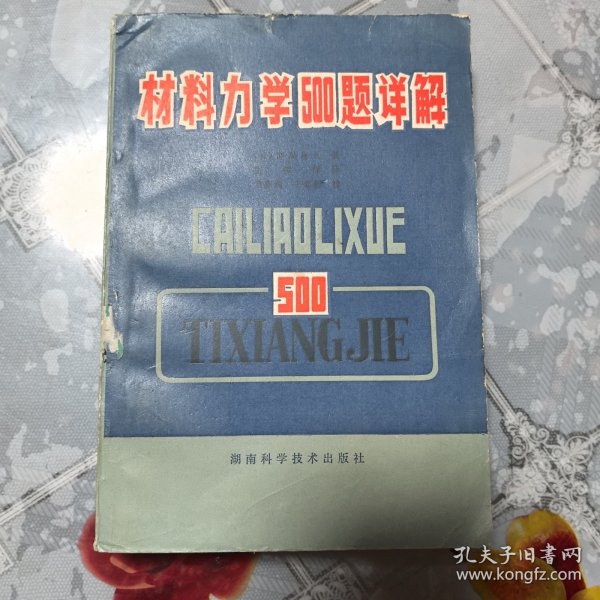 材料力学500题详解
CAILIAOLIXUE
500
TIXIANGJIE
湖南科学技术出版社
孔夫子旧书网
www.kongfz.com